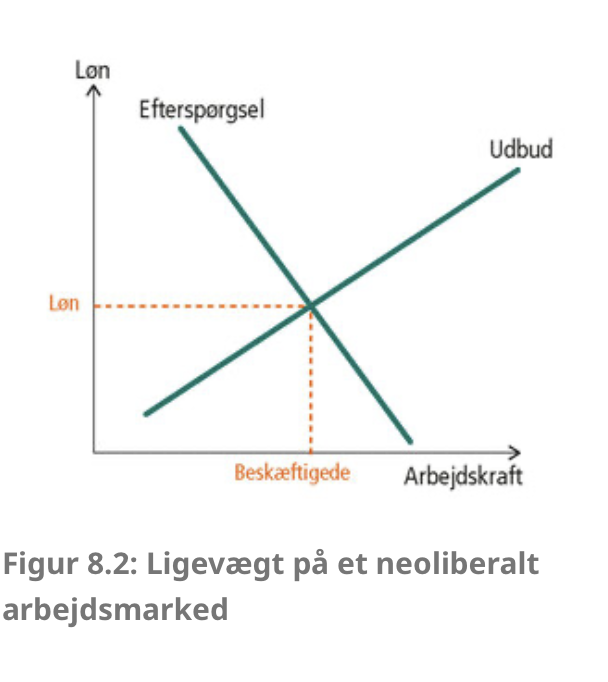 Løn
Efterspørgsel
Udbud
Løn
Beskæftigede
Arbejdskraft
Figur 8.2: Ligevægt på et neoliberalt
arbejdsmarked